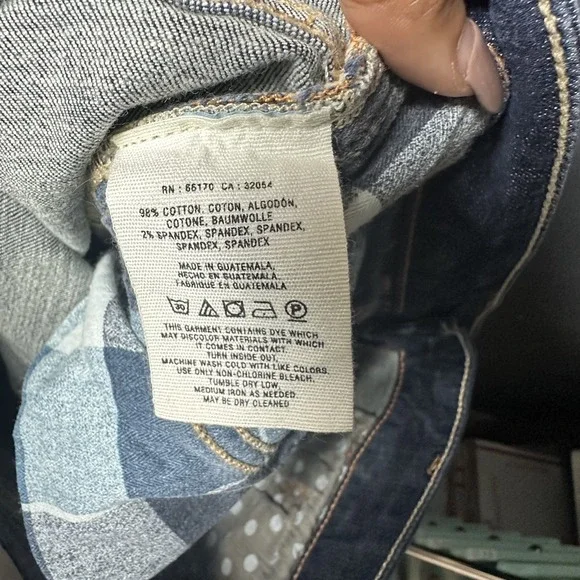 RN : 66170 CA : 32054
98% COTTON, COTON, ALGODÓN,
COTONE, BAUMWOLLE
2% SPANDEX, SPANDEX, SPANDEX,
SPANDEX, SPANDEX
MADE IN GUATEMALA,
HECHO EN GUATEMALA,
FABRIQUE EN GUATEMALA
30 P
THIS GARMENT CONTAINS DYE WHICH
MAY DISCOLOR MATERIALS WITH WHICH
IT COMES IN CONTACT.
TURN INSIDE OUT,
MACHINE WASH COLD WITH LIKE COLORS.
USE ONLY NON-CHLORINE BLEACH,
TUMBLE DRY LOW,
MEDIUM IRON AS NEEDED
MAY BE DRY CLEANED